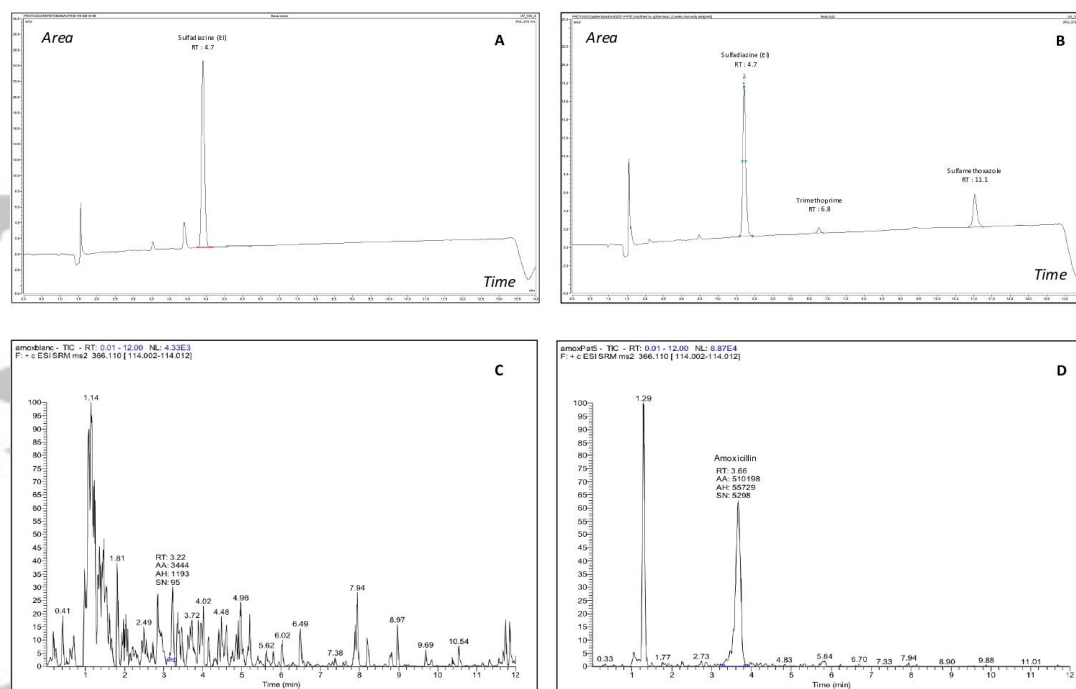 Area
Sulfadiazine (EI)
RT : 4.7
A
Time
Area
Sulfadiazine (EI)
RT : 4.7
B
Trimethoprime
RT : 6.8
Sulfamethoxazole
RT : 11.1
Time
amoxblanc - TIC - RT: 0.01 - 12.00 NL: 4.33E3
F: + c ESI SRM ms2 366.110 [ 114.002-114.012]
C
100
95
90
85
80
75
70
65
60
55
50
45
40
35
30
25
20
15
10
5
0
1.14
1.81
0.41
2.49
RT: 3.22
AA: 3444
AH: 1193
SN: 95
3.72
4.02
4.48
4.96
5.62
6.02
6.49
7.38
7.94
8.97
9.69
10.54
1 2 3 4 5 6 7 8 9 10 11 12
Time (min)
amoxPat5 - TIC - RT: 0.01 - 12.00 NL: 8.87E4
F: + c ESI SRM ms2 366.110 [ 114.002-114.012]
D
100
95
90
85
80
75
70
65
60
55
50
45
40
35
30
25
20
15
10
5
0
1.29
Amoxicillin
RT: 3.66
AA: 510198
AH: 55729
SN: 5298
0.33 1.77 2.73 4.83 5.84 6.70 7.33 7.94 8.90 9.88 11.01
1 2 3 4 5 6 7 8 9 10 11 12
Time (min)